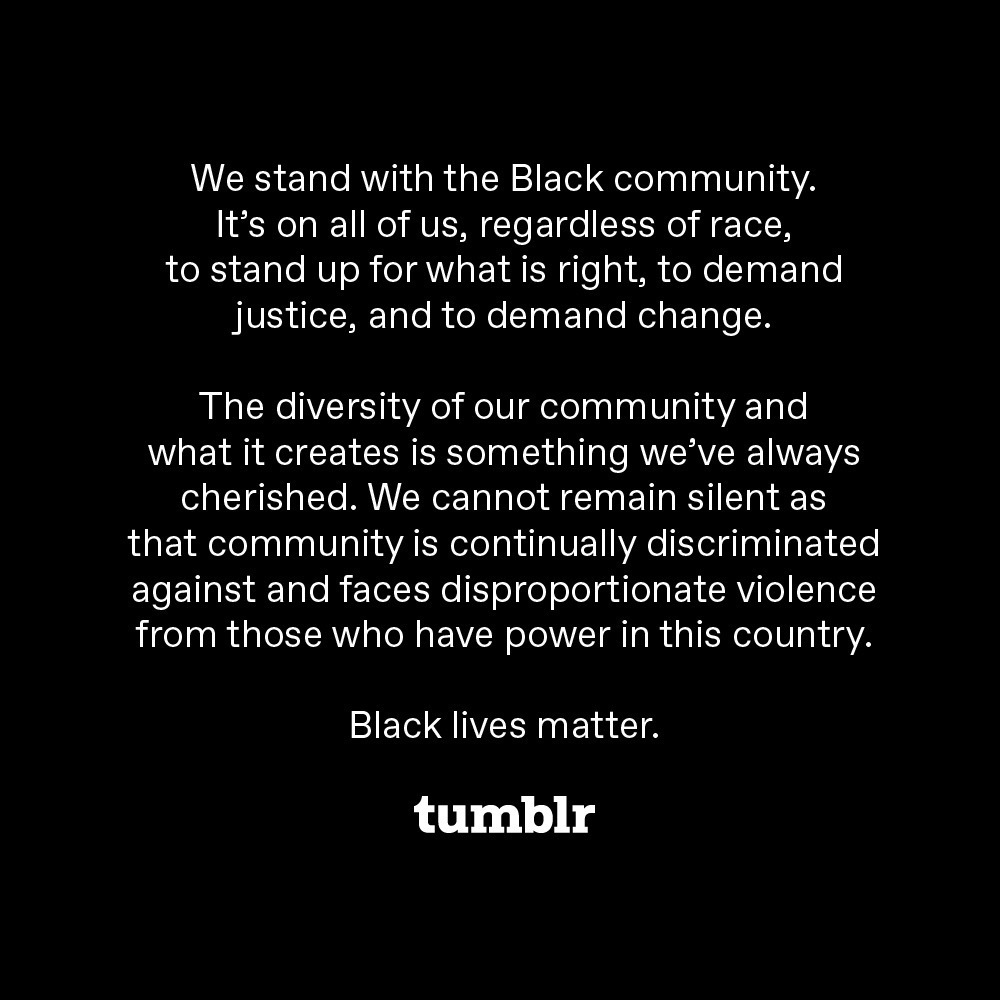 We stand with the Black community.
It’s on all of us, regardless of race,
to stand up for what is right, to demand
justice, and to demand change.
The diversity of our community and
what it creates is something we’ve always
cherished. We cannot remain silent as
that community is continually discriminated
against and faces disproportionate violence
from those who have power in this country.
Black lives matter.
tumblr